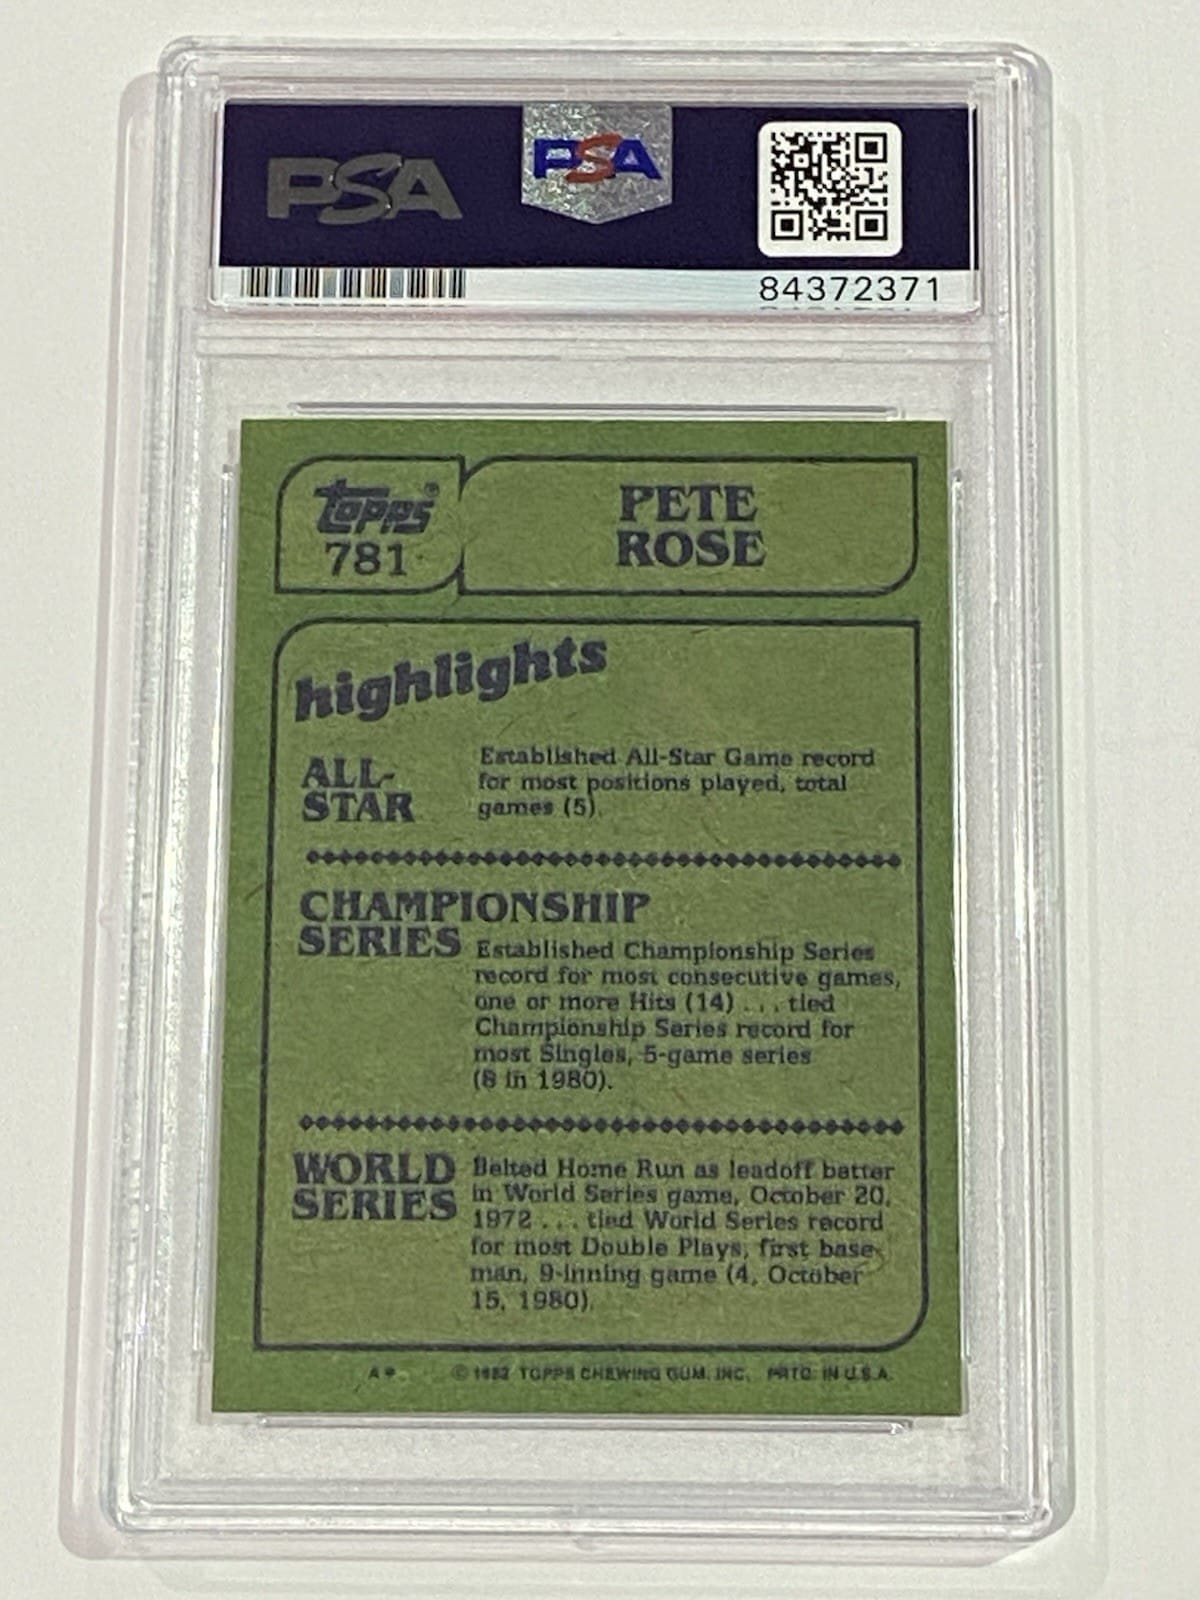 PSA
PSA
84372371
Topps®
781
PETE
ROSE
highlights
ALL-
STAR
Established All-Star Game record
for most positions played, total
games (5).
CHAMPIONSHIP
SERIES
Established Championship Series
record for most consecutive games,
one or more Hits (14) . . . tied
Championship Series record for
most Singles, 5-game series
(8 in 1980).
WORLD
SERIES
Belted Home Run as leadoff batter
in World Series game, October 20,
1972 . . . tied World Series record
for most Double Plays, first base-
man, 9-inning game (4, October
15, 1980).
A* © 1982 TOPPS CHEWING GUM, INC. PRTD. IN U.S.A.